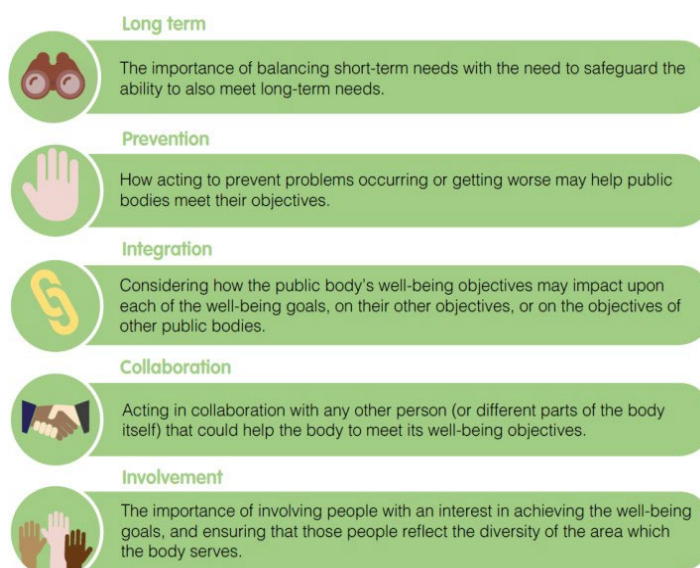 Long term
The importance of balancing short-term needs with the need to safeguard the
ability to also meet long-term needs.
Prevention
How acting to prevent problems occurring or getting worse may help public
bodies meet their objectives.
Integration
Considering how the public body's well-being objectives may impact upon
each of the well-being goals, on their other objectives, or on the objectives of
other public bodies.
Collaboration
Acting in collaboration with any other person (or different parts of the body
itself) that could help the body to meet its well-being objectives.
Involvement
The importance of involving people with an interest in achieving the well-being
goals, and ensuring that those people reflect the diversity of the area which
the body serves.